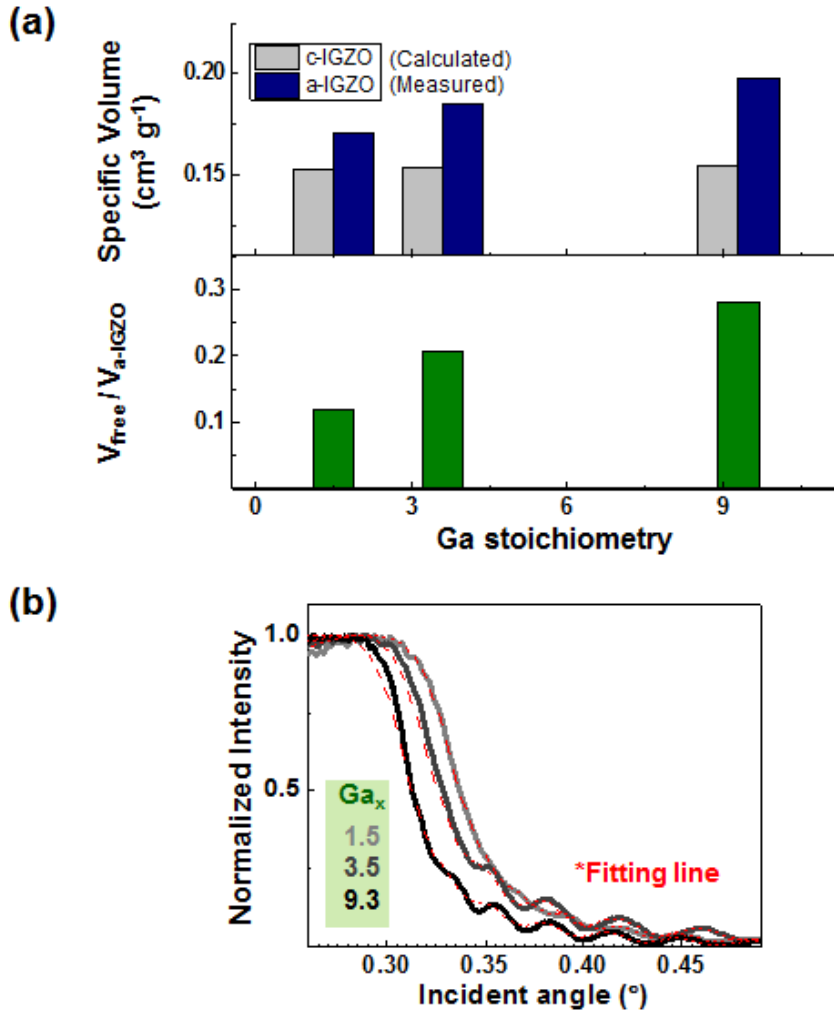 (a)
Specific Volume
(cm³ g⁻¹)
0.20
0.15
c-IGZO (Calculated)
a-IGZO (Measured)
V_free / V_a-IGZO
0.3
0.2
0.1
0 3 6 9
Ga stoichiometry
(b)
Normalized Intensity
1.0
0.5
Gaₓ
1.5
3.5
9.3
*Fitting line
0.30 0.35 0.40 0.45
Incident angle (°)